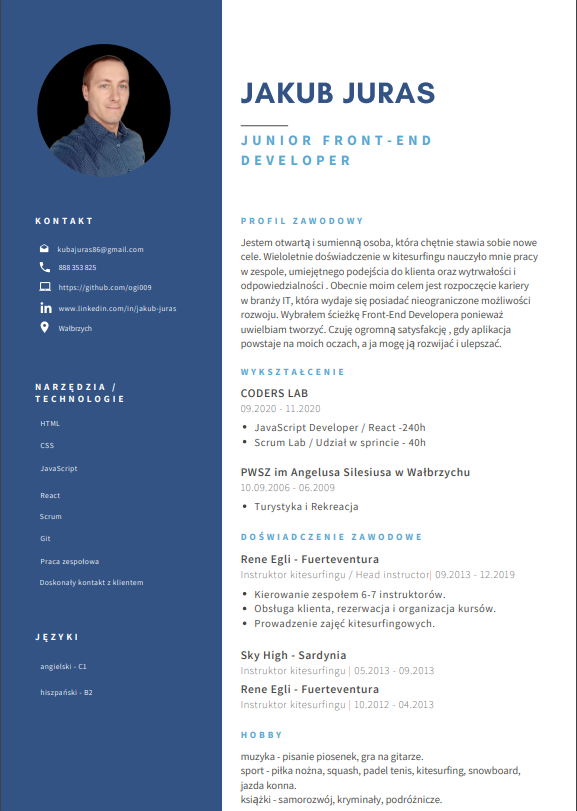 JAKUB JURAS
JUNIOR FRONT-END
DEVELOPER
KONTAKT
kubajuras86@gmail.com
888 353 825
https://github.com/ogi009
www.linkedin.com/in/jakub-juras
Wałbrzych
NARZĘDZIA /
TECHNOLOGIE
HTML
CSS
JavaScript
React
Scrum
Git
Praca zespołowa
Doskonały kontakt z klientem
JĘZYKI
angielski - C1
hiszpański - B2
PROFIL ZAWODOWY
Jestem otwartą i sumienną osoba, która chętnie stawia sobie nowe
cele. Wieloletnie doświadczenie w kitesurfingu nauczyło mnie pracy
w zespole, umiejętnego podejścia do klienta oraz wytrwałości i
odpowiedzialności . Obecnie moim celem jest rozpoczęcie kariery
w branży IT, która wydaje się posiadać nieograniczone możliwości
rozwoju. Wybrałem ścieżkę Front-End Developera ponieważ
uwielbiam tworzyć. Czuję ogromną satysfakcję , gdy aplikacja
powstaje na moich oczach, a ja mogę ją rozwijać i ulepszać.
WYKSZTAŁCENIE
CODERS LAB
09.2020 - 11.2020
• JavaScript Developer / React -240h
• Scrum Lab / Udział w sprincie - 40h
PWSZ im Angelusa Silesiusa w Wałbrzychu
10.09.2006 - 06.2009
• Turystyka i Rekreacja
DOŚWIADCZENIE ZAWODOWE
Rene Egli - Fuerteventura
Instruktor kitesurfingu / Head instructor| 09.2013 - 12.2019
• Kierowanie zespołem 6-7 instruktorów.
• Obsługa klienta, rezerwacja i organizacja kursów.
• Prowadzenie zajęć kitesurfingowych.
Sky High - Sardynia
Instruktor kitesurfingu | 05.2013 - 09.2013
Rene Egli - Fuerteventura
Instruktor kitesurfingu | 10.2012 - 04.2013
HOBBY
muzyka - pisanie piosenek, gra na gitarze.
sport - piłka nożna, squash, padel tenis, kitesurfing, snowboard,
jazda konna.
książki - samorozwój, kryminały, podróżnicze.